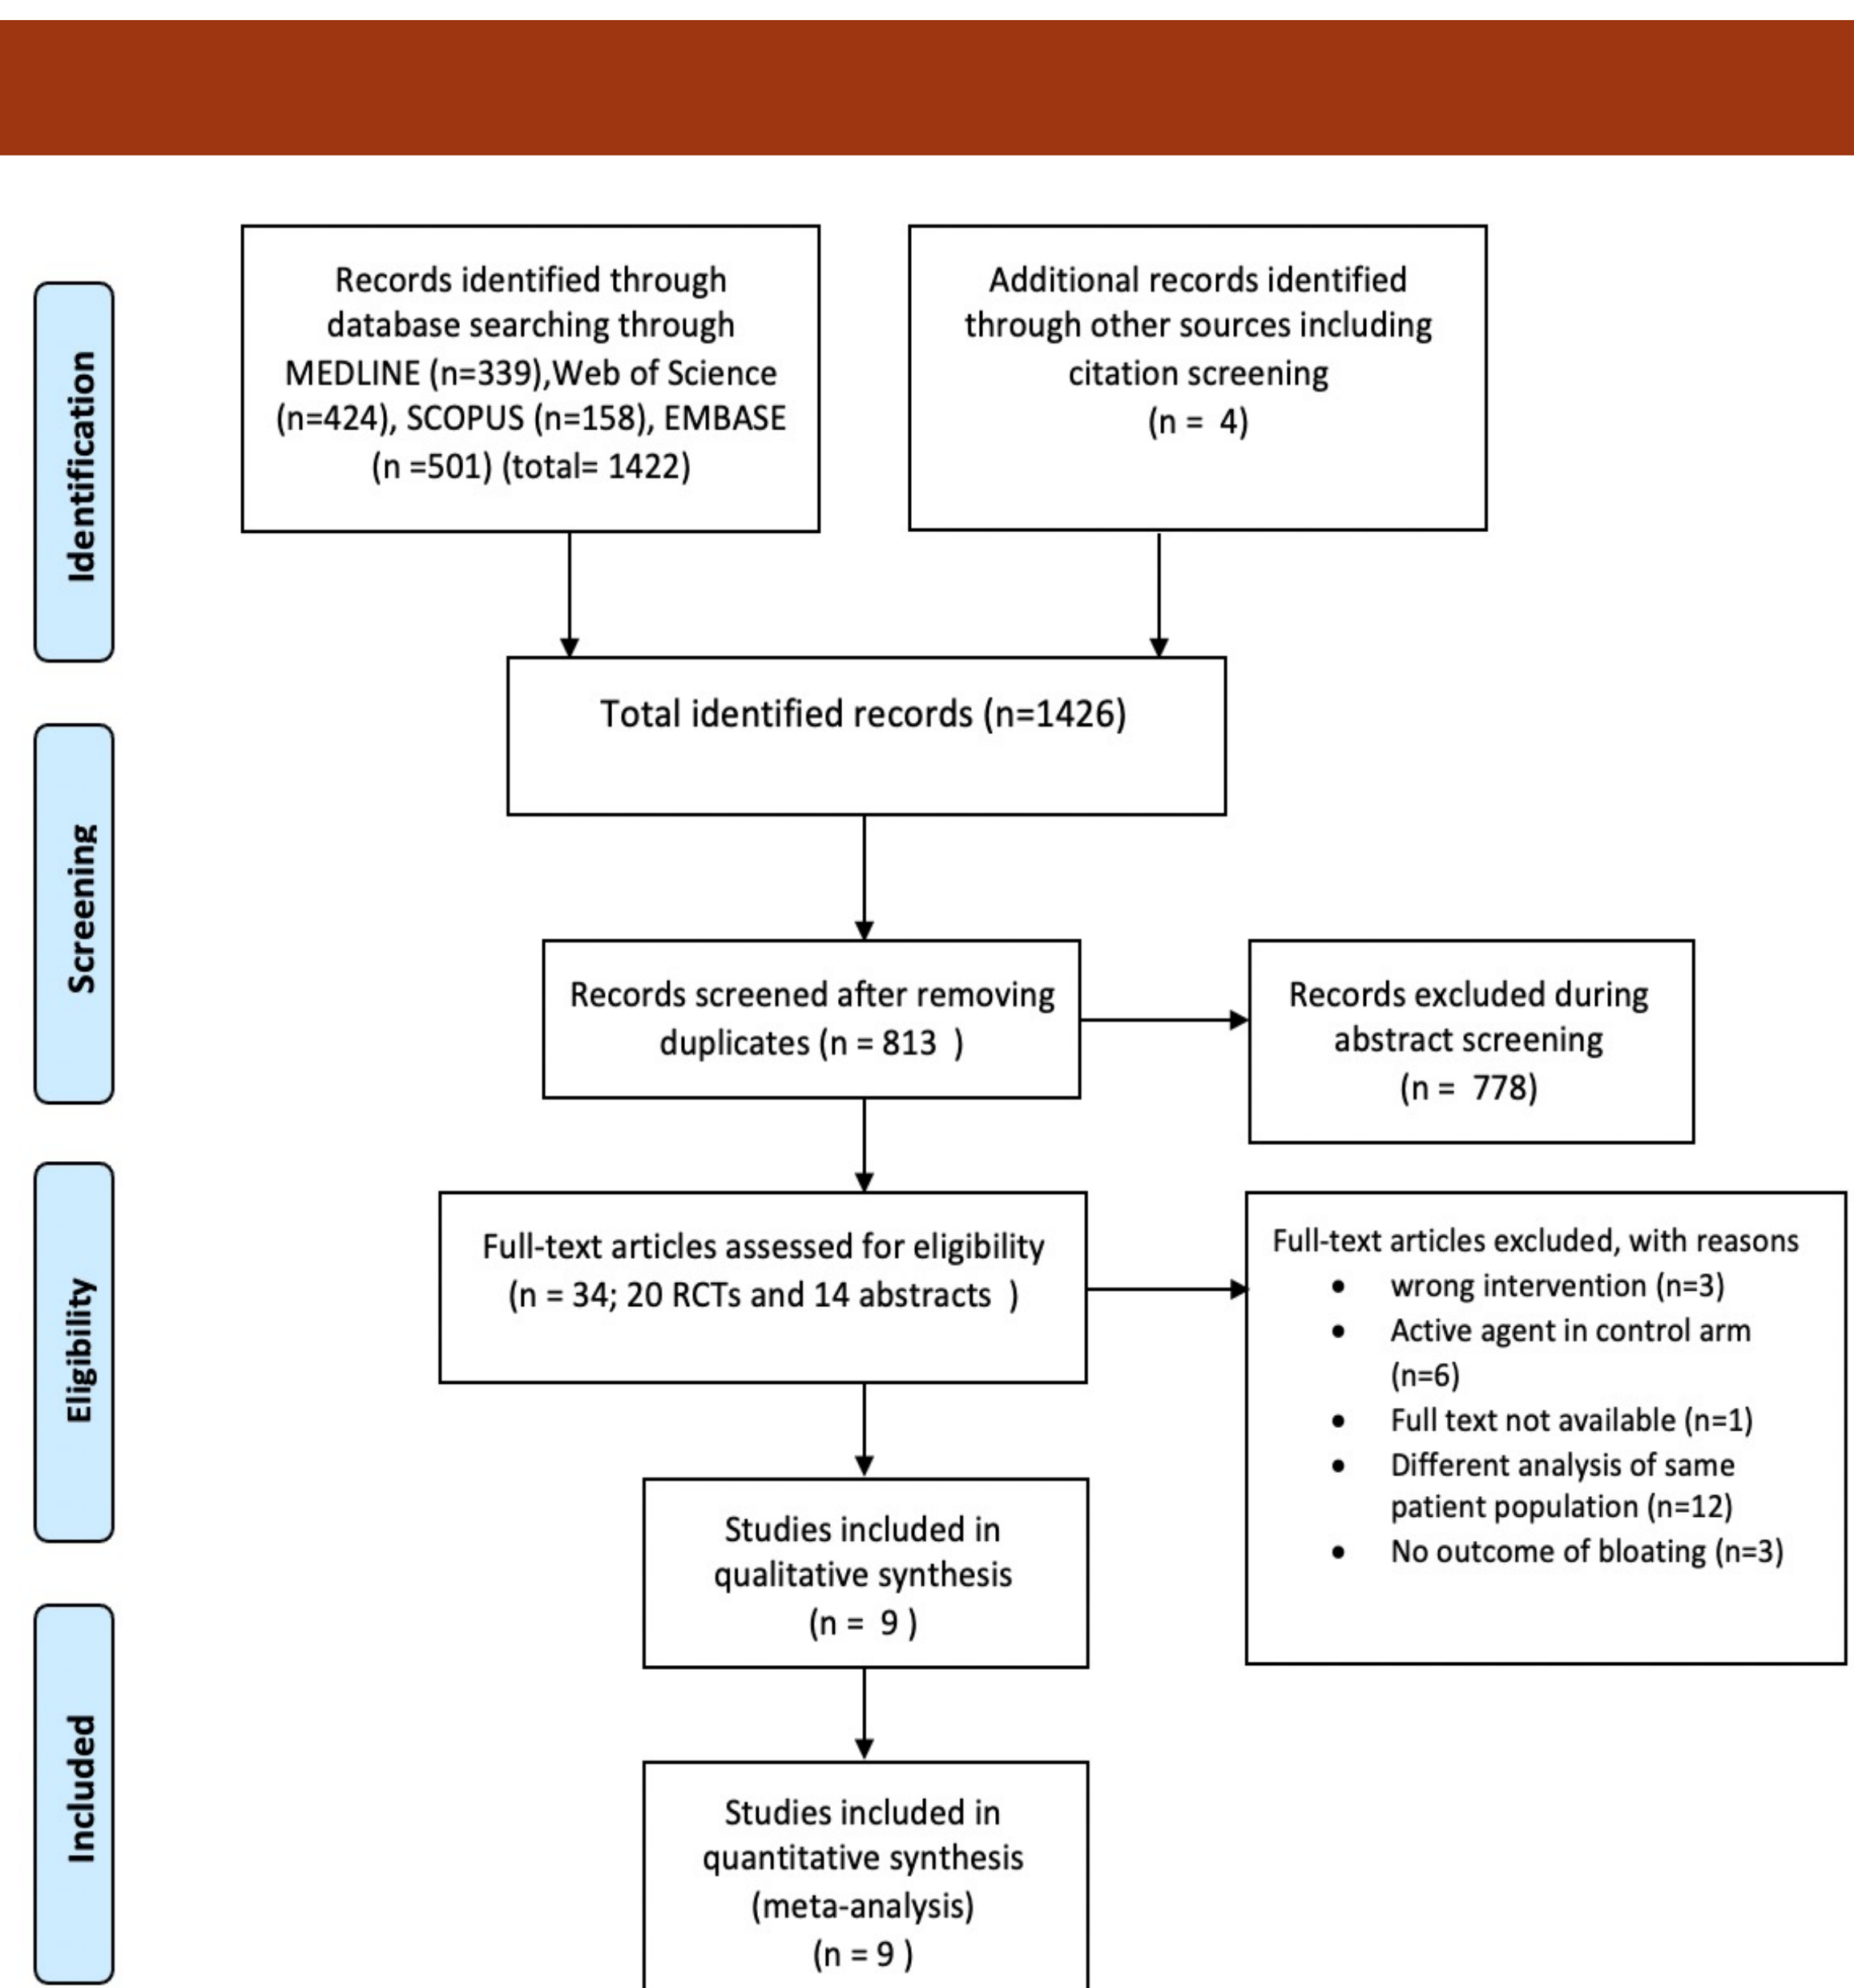 Identification
Records identified through
database searching through
MEDLINE (n=339),Web of Science
(n=424), SCOPUS (n=158), EMBASE
(n =501) (total= 1422)
Additional records identified
through other sources including
citation screening
(n =  4)
Total identified records (n=1426)
Screening
Records screened after removing
duplicates (n = 813  )
Records excluded during
abstract screening
(n =  778)
Eligibility
Full-text articles assessed for eligibility
(n = 34; 20 RCTs and 14 abstracts  )
Full-text articles excluded, with reasons
• wrong intervention (n=3)
• Active agent in control arm
(n=6)
• Full text not available (n=1)
• Different analysis of same
patient population (n=12)
• No outcome of bloating (n=3)
Studies included in
qualitative synthesis
(n =  9 )
Included
Studies included in
quantitative synthesis
(meta-analysis)
(n = 9 )